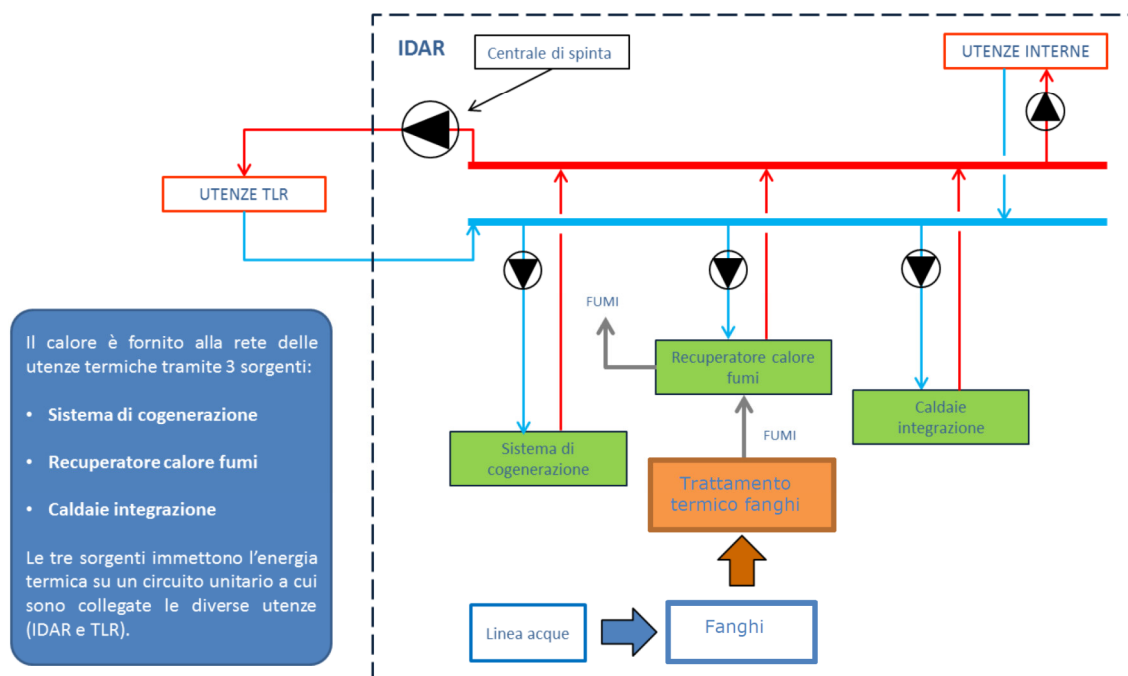 IDAR
Centrale di spinta
UTENZE INTERNE
UTENZE TLR
FUMI
Recuperatore calore
fumi
Caldaie
integrazione
FUMI
Sistema di
cogenerazione
Trattamento
termico fanghi
Linea acque
Fanghi
Il calore è fornito alla rete delle
utenze termiche tramite 3 sorgenti:
• Sistema di cogenerazione
• Recuperatore calore fumi
• Caldaie integrazione
Le tre sorgenti immettono l’energia
termica su un circuito unitario a cui
sono collegate le diverse utenze
(IDAR e TLR).